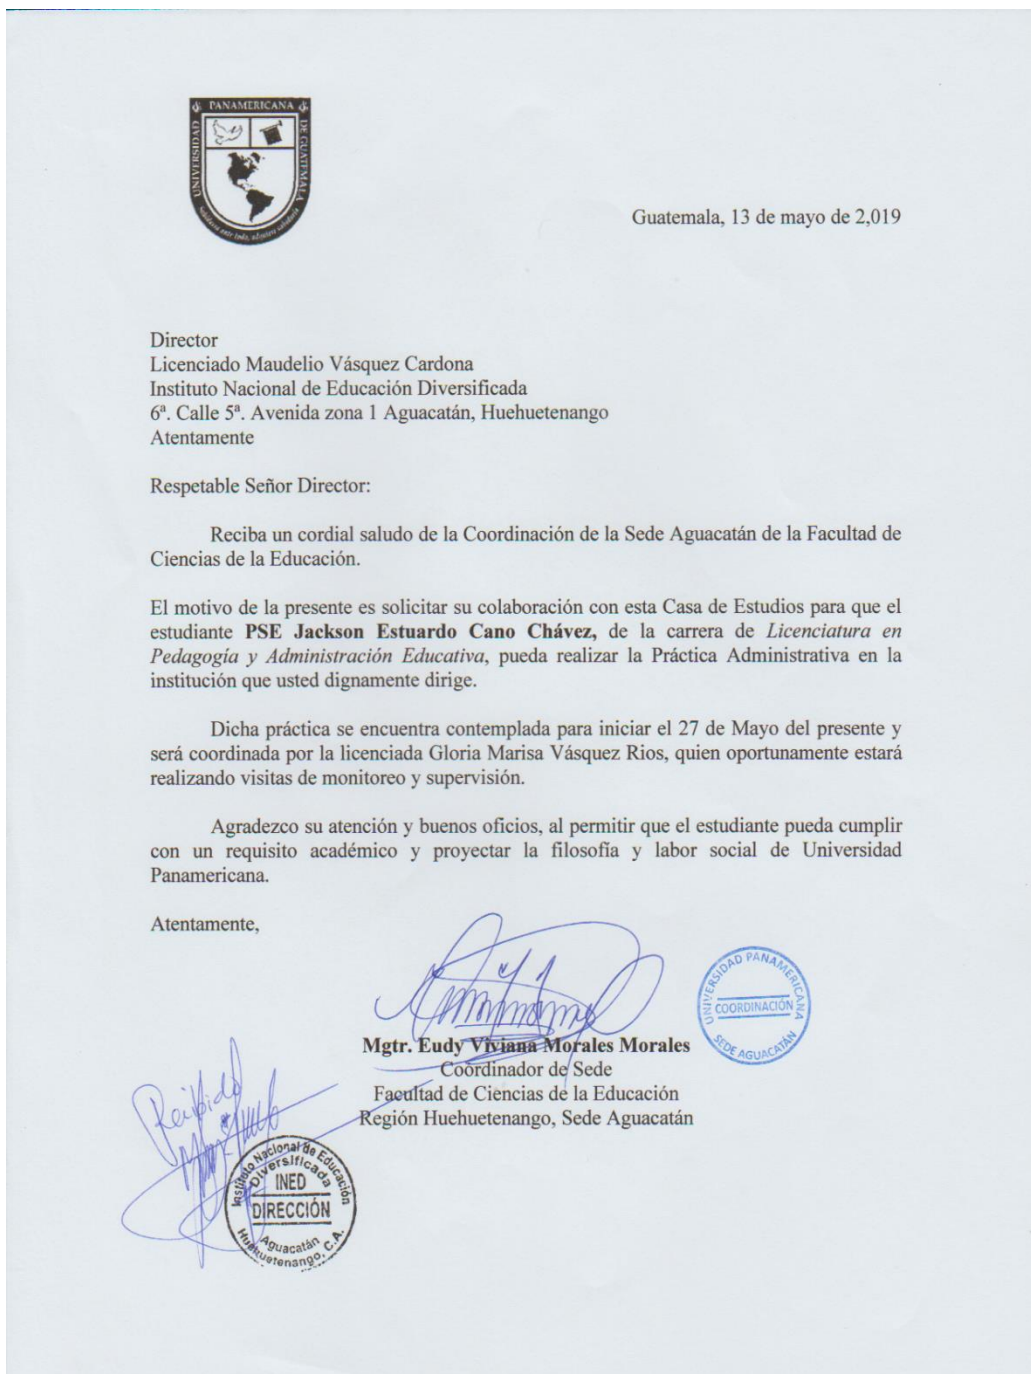 UNIVERSIDAD PANAMERICANA DE GUATEMALA
Sabiduría ante todo, adquiere sabiduría
Guatemala, 13 de mayo de 2,019
Director
Licenciado Maudelio Vásquez Cardona
Instituto Nacional de Educación Diversificada
6ª. Calle 5ª. Avenida zona 1 Aguacatán, Huehuetenango
Atentamente
Respetable Señor Director:
Reciba un cordial saludo de la Coordinación de la Sede Aguacatán de la Facultad de
Ciencias de la Educación.
El motivo de la presente es solicitar su colaboración con esta Casa de Estudios para que el
estudiante PSE Jackson Estuardo Cano Chávez, de la carrera de Licenciatura en
Pedagogía y Administración Educativa, pueda realizar la Práctica Administrativa en la
institución que usted dignamente dirige.
Dicha práctica se encuentra contemplada para iniciar el 27 de Mayo del presente y
será coordinada por la licenciada Gloria Marisa Vásquez Rios, quien oportunamente estará
realizando visitas de monitoreo y supervisión.
Agradezco su atención y buenos oficios, al permitir que el estudiante pueda cumplir
con un requisito académico y proyectar la filosofía y labor social de Universidad
Panamericana.
Atentamente,
UNIVERSIDAD PANAMERICANA
COORDINACIÓN
SEDE AGUACATÁN
Mgtr. Eudy Viviana Morales Morales
Coordinador de Sede
Facultad de Ciencias de la Educación
Región Huehuetenango, Sede Aguacatán
Recibido
Instituto Nacional de Educación
Diversificada
INED
DIRECCIÓN
Aguacatán
Huehuetenango, C.A.